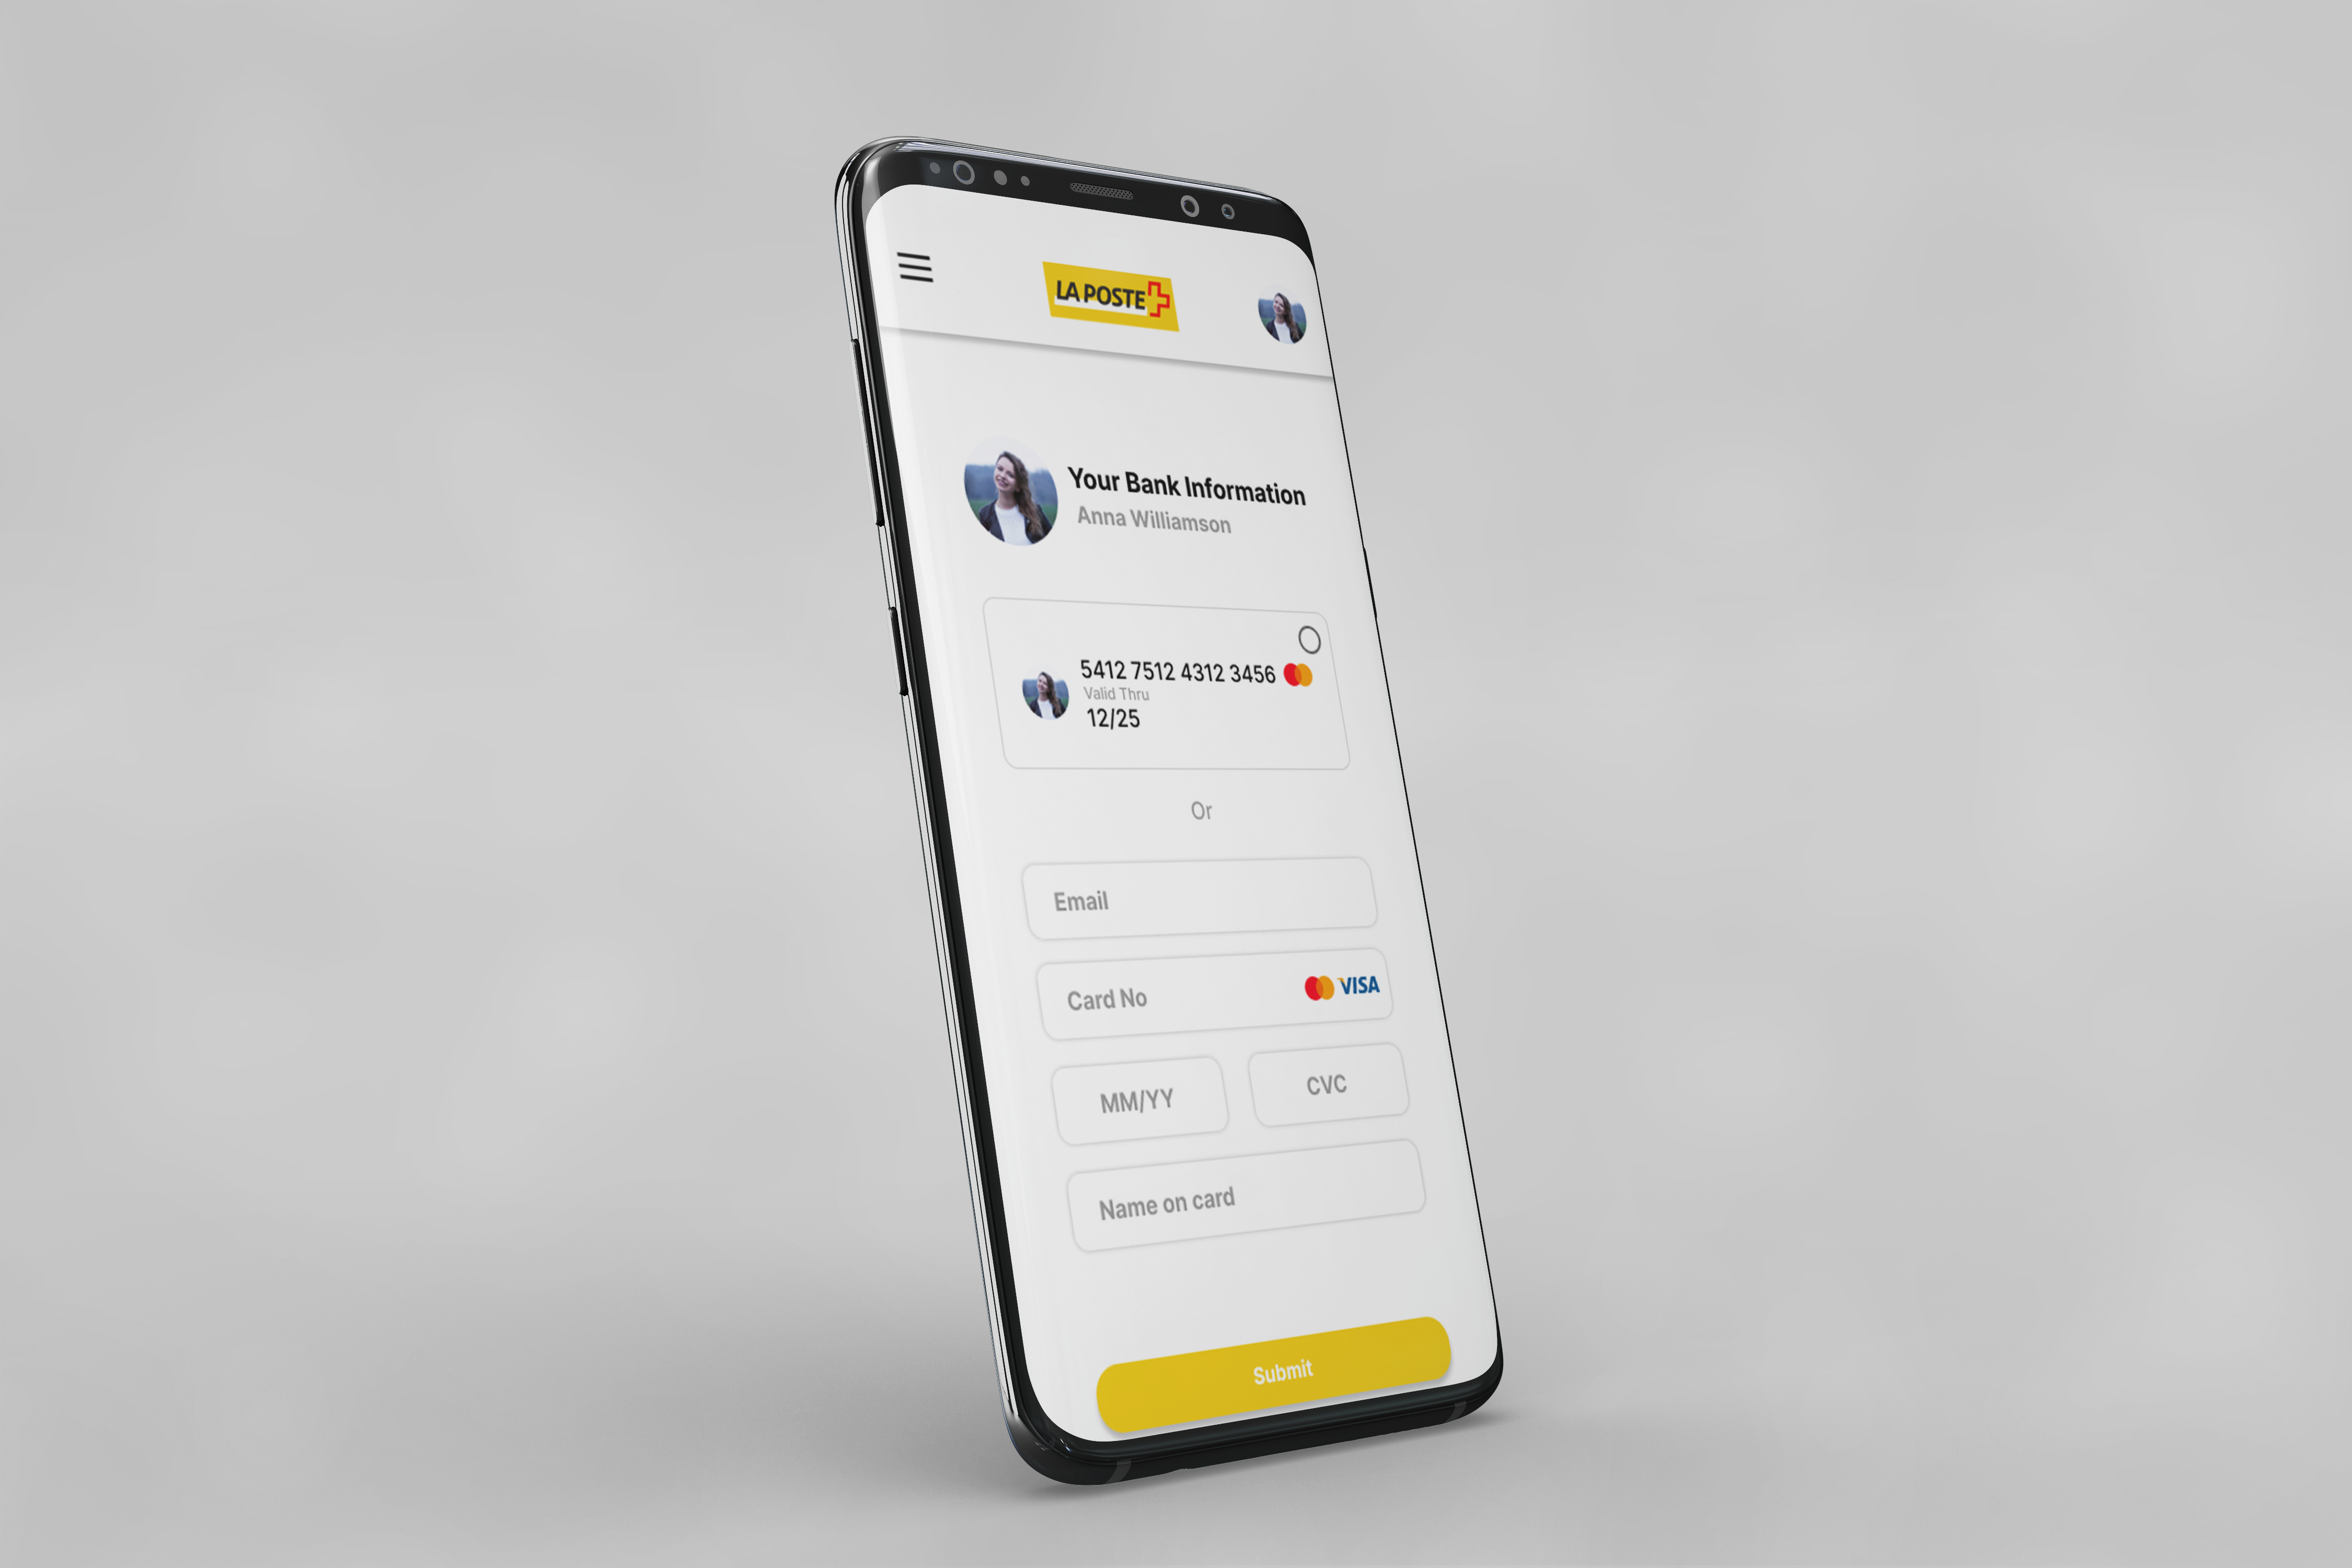 LA POSTE
Your Bank Information
Anna Williamson
5412 7512 4312 3456
Valid Thru
12/25
Or
Email
Card No
VISA
MM/YY
CVC
Name on card
Submit